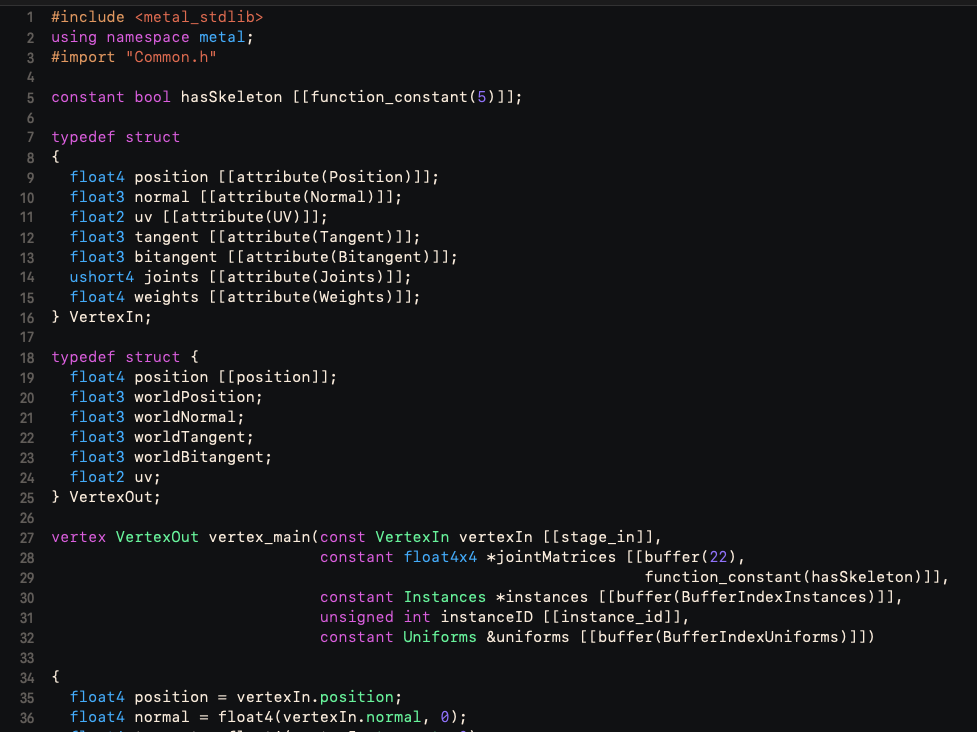 1 #include <metal_stdlib>
2 using namespace metal;
3 #import "Common.h"
4
5 constant bool hasSkeleton [[function_constant(5)]];
6
7 typedef struct
8 {
9   float4 position [[attribute(Position)]];
10   float3 normal [[attribute(Normal)]];
11   float2 uv [[attribute(UV)]];
12   float3 tangent [[attribute(Tangent)]];
13   float3 bitangent [[attribute(Bitangent)]];
14   ushort4 joints [[attribute(Joints)]];
15   float4 weights [[attribute(Weights)]];
16 } VertexIn;
17
18 typedef struct {
19   float4 position [[position]];
20   float3 worldPosition;
21   float3 worldNormal;
22   float3 worldTangent;
23   float3 worldBitangent;
24   float2 uv;
25 } VertexOut;
26
27 vertex VertexOut vertex_main(const VertexIn vertexIn [[stage_in]],
28                              constant float4x4 *jointMatrices [[buffer(22),
29                                                                 function_constant(hasSkeleton)]],
30                              constant Instances *instances [[buffer(BufferIndexInstances)]],
31                              unsigned int instanceID [[instance_id]],
32                              constant Uniforms &uniforms [[buffer(BufferIndexUniforms)]])
33
34 {
35   float4 position = vertexIn.position;
36   float4 normal = float4(vertexIn.normal, 0);